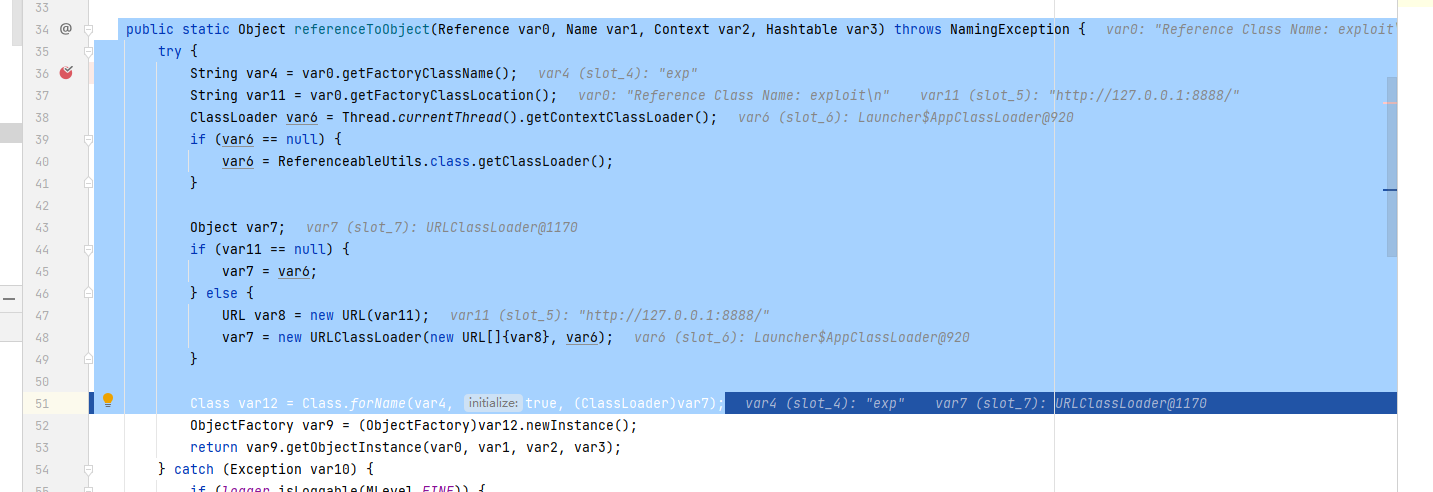 33
34 @ public static Object referenceToObject(Reference var0, Name var1, Context var2, Hashtable var3) throws NamingException { var0: "Reference Class Name: exploit\
35 try {
36 String var4 = var0.getFactoryClassName(); var4 (slot_4): "exp"
37 String var11 = var0.getFactoryClassLocation(); var0: "Reference Class Name: exploit\n" var11 (slot_5): "http://127.0.0.1:8888/"
38 ClassLoader var6 = Thread.currentThread().getContextClassLoader(); var6 (slot_6): Launcher$AppClassLoader@920
39 if (var6 == null) {
40 var6 = ReferenceableUtils.class.getClassLoader();
41 }
42
43 Object var7; var7 (slot_7): URLClassLoader@1170
44 if (var11 == null) {
45 var7 = var6;
46 } else {
47 URL var8 = new URL(var11); var11 (slot_5): "http://127.0.0.1:8888/"
48 var7 = new URLClassLoader(new URL[]{var8}, var6); var6 (slot_6): Launcher$AppClassLoader@920
49 }
50
51 Class var12 = Class.forName(var4, initialize: true, (ClassLoader)var7); var4 (slot_4): "exp" var7 (slot_7): URLClassLoader@1170
52 ObjectFactory var9 = (ObjectFactory)var12.newInstance();
53 return var9.getObjectInstance(var0, var1, var2, var3);
54 } catch (Exception var10) {
55 if (logger.isLoggable(MLevel.FINE)) {